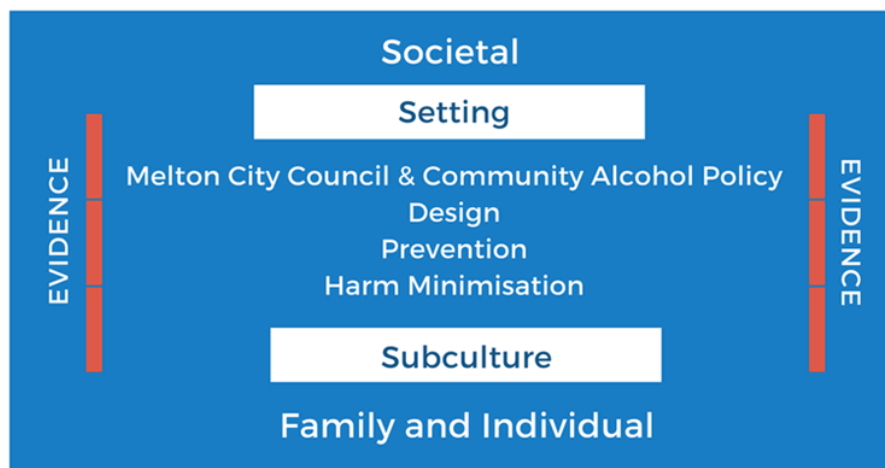 Societal
Setting
EVIDENCE
Melton City Council & Community Alcohol Policy
Design
Prevention
Harm Minimisation
EVIDENCE
Subculture
Family and Individual